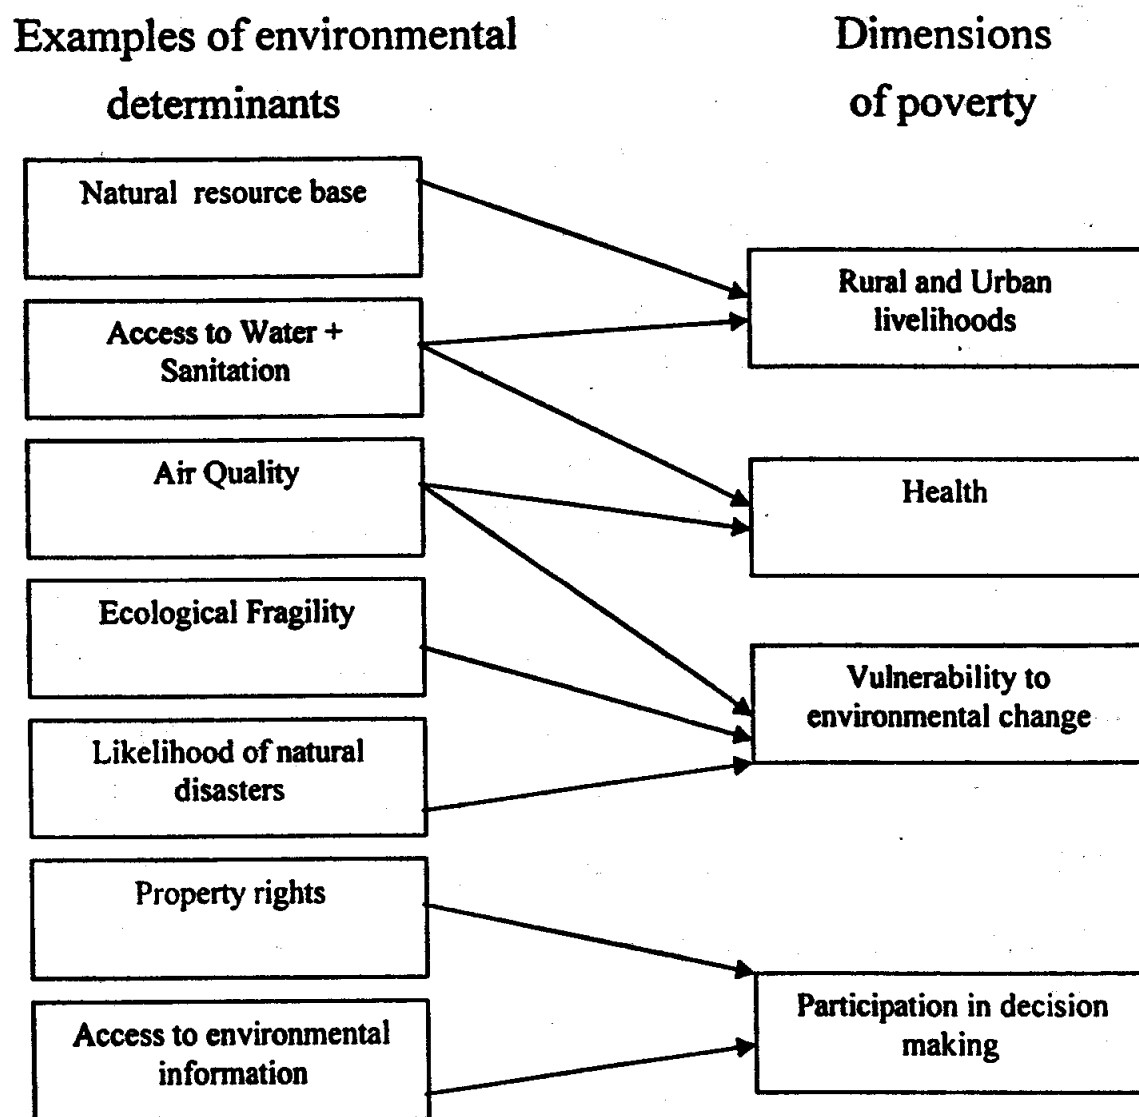 Examples of environmental
determinants
Dimensions
of poverty
Natural resource base
Access to Water +
Sanitation
Air Quality
Ecological Fragility
Likelihood of natural
disasters
Property rights
Access to environmental
information
Rural and Urban
livelihoods
Health
Vulnerability to
environmental change
Participation in decision
making